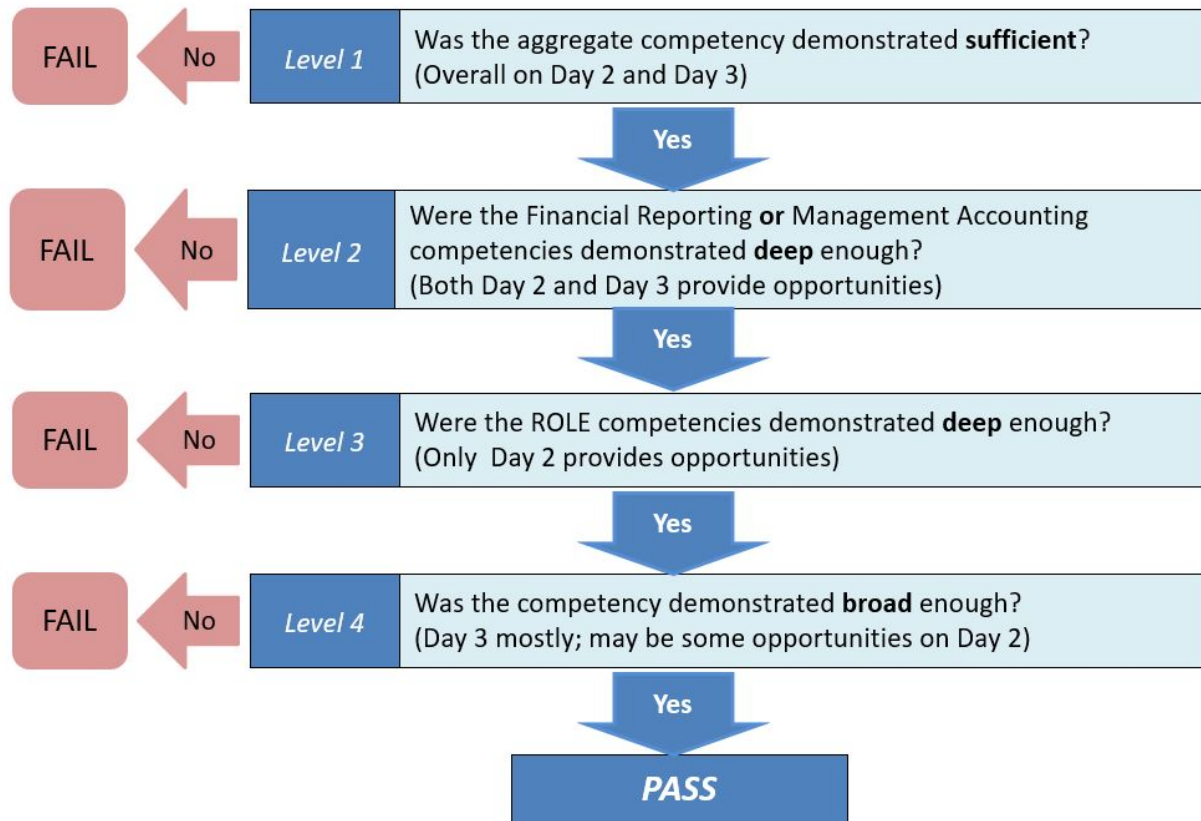 FAIL
No
Level 1
Was the aggregate competency demonstrated sufficient?
(Overall on Day 2 and Day 3)
Yes
FAIL
No
Level 2
Were the Financial Reporting or Management Accounting
competencies demonstrated deep enough?
(Both Day 2 and Day 3 provide opportunities)
Yes
FAIL
No
Level 3
Were the ROLE competencies demonstrated deep enough?
(Only Day 2 provides opportunities)
Yes
FAIL
No
Level 4
Was the competency demonstrated broad enough?
(Day 3 mostly; may be some opportunities on Day 2)
Yes
PASS